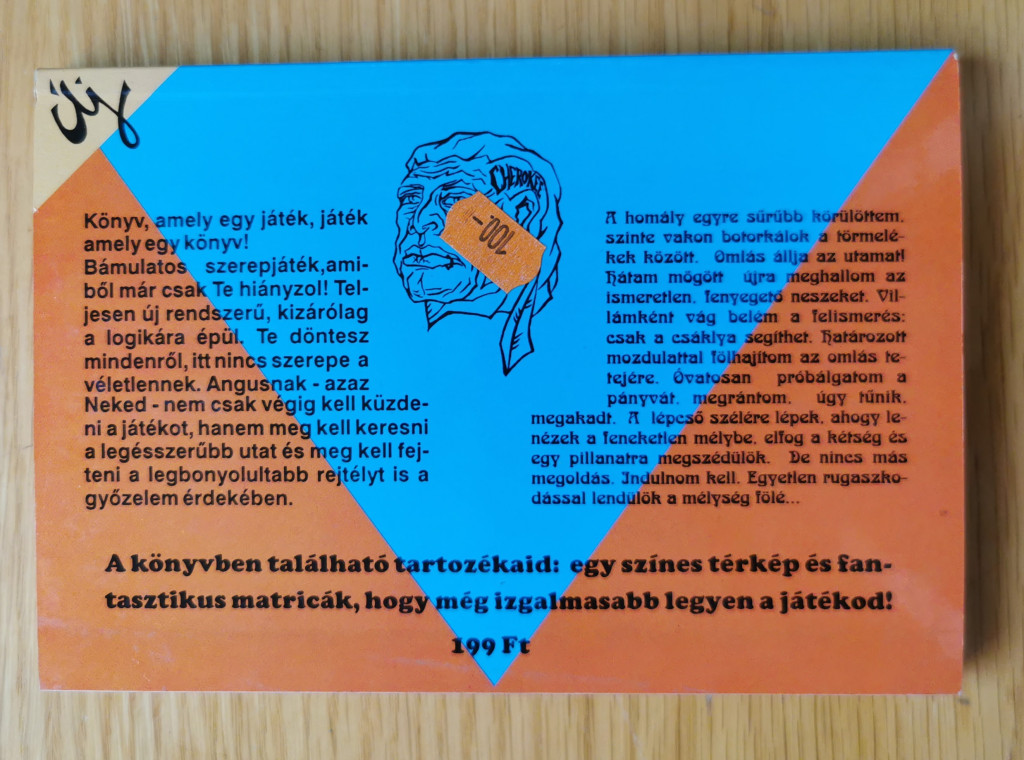 Új
CHEROKEE
100,-
Könyv, amely egy játék, játék
amely egy könyv!
Bámulatos szerepjáték,ami-
ből már csak Te hiányzol! Tel-
jesen új rendszerű, kizárólag
a logikára épül. Te döntesz
mindenről, itt nincs szerepe a
véletlennek. Angusnak - azaz
Neked - nem csak végig kell küzde-
ni a játékot, hanem meg kell keresni
a legésszerűbb utat és meg kell fej-
teni a legbonyolultabb rejtélyt is a
győzelem érdekében.
A homály egyre sűrűbb körülöttem,
szinte vakon botorkálok a törmelé-
kek között. Omlás állja az utamat!
Hátam mögött újra meghallom az
ismeretlen, fenyegető neszeket. Vil-
lámként vág belém a felismerés:
csak a csáklya segíthet. Határozott
mozdulattal fölhajítom az omlás te-
tejére. Óvatosan próbálgatom a
pányvát, megrántom, úgy tűnik,
megakadt. A lépcső szélére lépek, ahogy le-
nézek a feneketlen mélybe, elfog a kétség és
egy pillanatra megszédülök. De nincs más
megoldás. Indulnom kell. Egyetlen rugaszko-
dással lendülök a mélység fölé...
A könyvben található tartozékaid: egy színes térkép és fan-
tasztikus matricák, hogy még izgalmasabb legyen a játékod!
199 Ft